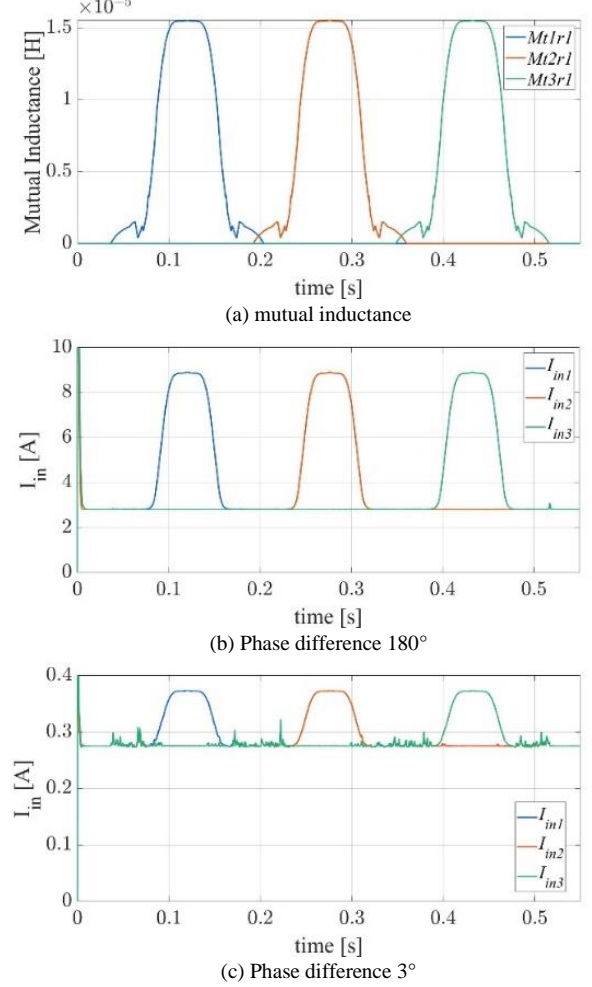 ×10⁻⁵
1.5
1
0.5
0
Mutual Inductance [H]
Mt1r1
Mt2r1
Mt3r1
0 0.1 0.2 0.3 0.4 0.5
time [s]
(a) mutual inductance
10
8
6
4
2
0
I_in [A]
I_in1
I_in2
I_in3
0 0.1 0.2 0.3 0.4 0.5
time [s]
(b) Phase difference 180°
0.4
0.3
0.2
0.1
0
I_in [A]
I_in1
I_in2
I_in3
0 0.1 0.2 0.3 0.4 0.5
time [s]
(c) Phase difference 3°